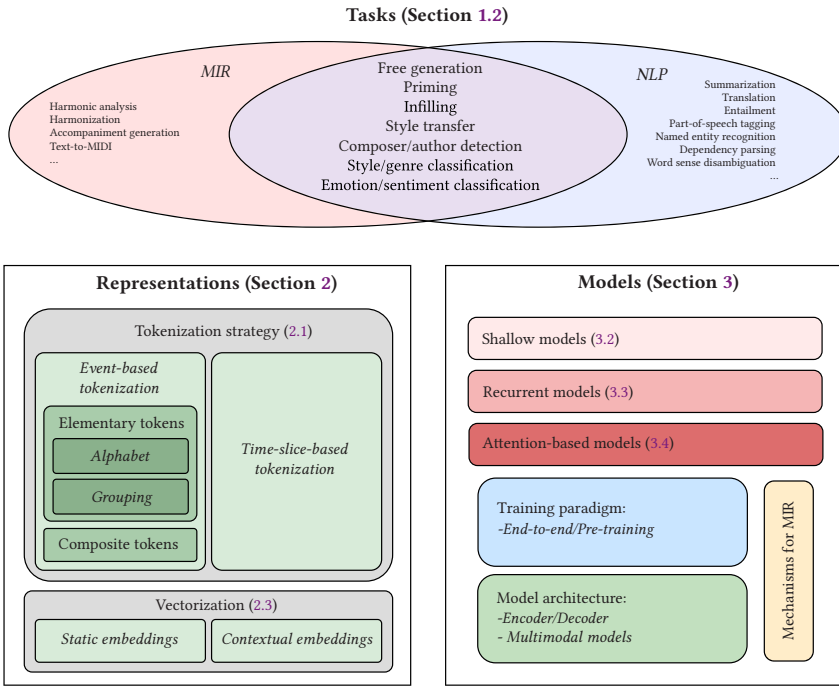 Tasks (Section 1.2)
MIR
Harmonic analysis
Harmonization
Accompaniment generation
Text-to-MIDI
...
Free generation
Priming
Infilling
Style transfer
Composer/author detection
Style/genre classification
Emotion/sentiment classification
NLP
Summarization
Translation
Entailment
Part-of-speech tagging
Named entity recognition
Dependency parsing
Word sense disambiguation
...
Representations (Section 2)
Tokenization strategy (2.1)
Event-based
tokenization
Elementary tokens
Alphabet
Grouping
Composite tokens
Time-slice-based
tokenization
Vectorization (2.3)
Static embeddings
Contextual embeddings
Models (Section 3)
Shallow models (3.2)
Recurrent models (3.3)
Attention-based models (3.4)
Training paradigm:
-End-to-end/Pre-training
Model architecture:
-Encoder/Decoder
- Multimodal models
Mechanisms for MIR